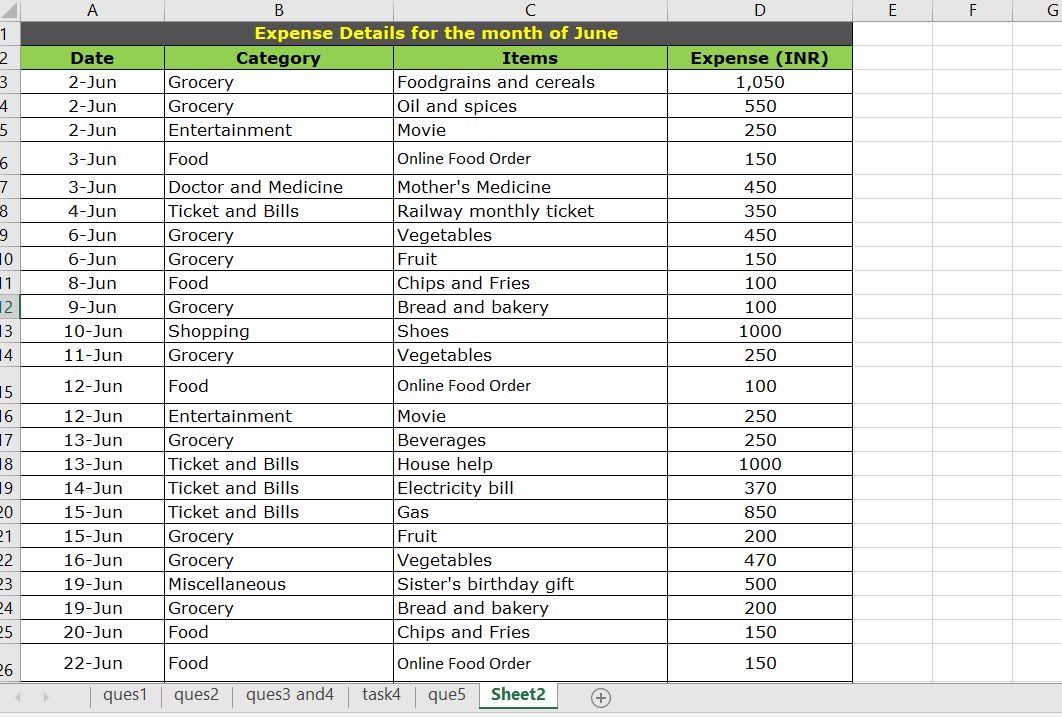 A B C D E F G
1 Expense Details for the month of June
2 Date Category Items Expense (INR)
3 2-Jun Grocery Foodgrains and cereals 1,050
4 2-Jun Grocery Oil and spices 550
5 2-Jun Entertainment Movie 250
6 3-Jun Food Online Food Order 150
7 3-Jun Doctor and Medicine Mother's Medicine 450
8 4-Jun Ticket and Bills Railway monthly ticket 350
9 6-Jun Grocery Vegetables 450
10 6-Jun Grocery Fruit 150
11 8-Jun Food Chips and Fries 100
12 9-Jun Grocery Bread and bakery 100
13 10-Jun Shopping Shoes 1000
14 11-Jun Grocery Vegetables 250
15 12-Jun Food Online Food Order 100
16 12-Jun Entertainment Movie 250
17 13-Jun Grocery Beverages 250
18 13-Jun Ticket and Bills House help 1000
19 14-Jun Ticket and Bills Electricity bill 370
20 15-Jun Ticket and Bills Gas 850
21 15-Jun Grocery Fruit 200
22 16-Jun Grocery Vegetables 470
23 19-Jun Miscellaneous Sister's birthday gift 500
24 19-Jun Grocery Bread and bakery 200
25 20-Jun Food Chips and Fries 150
26 22-Jun Food Online Food Order 150
ques1 ques2 ques3 and4 task4 que5 Sheet2